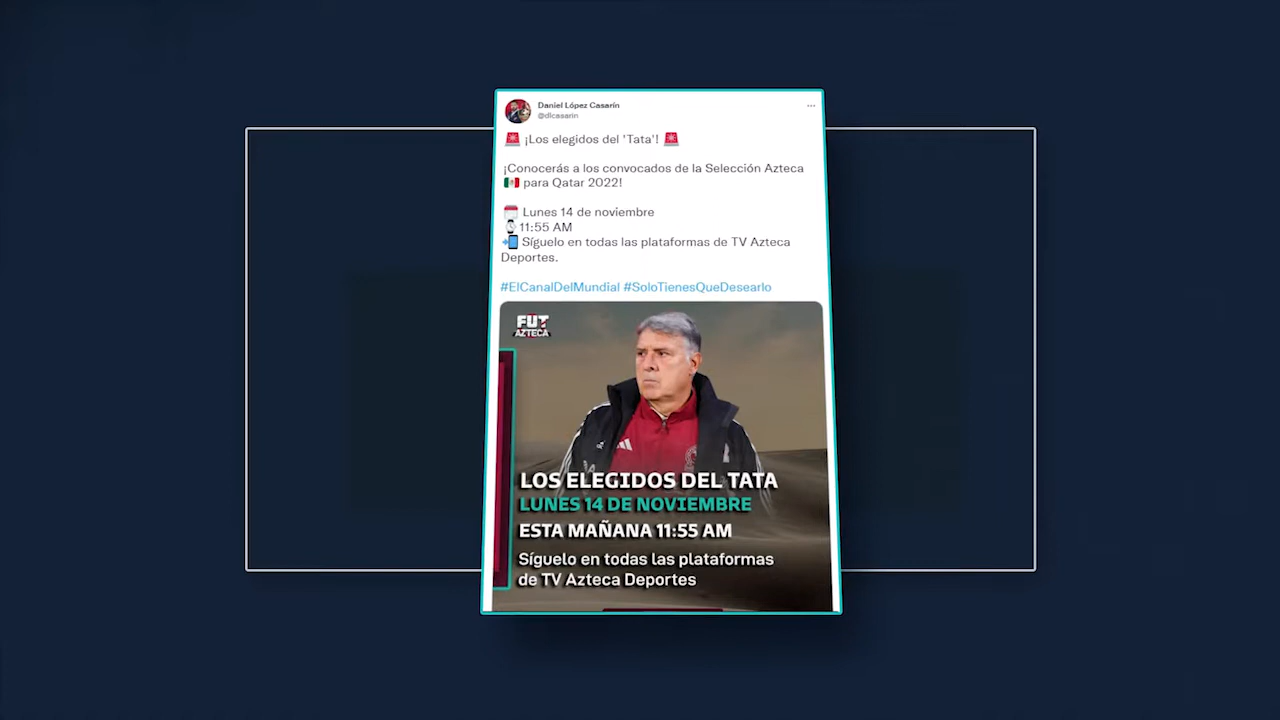 Daniel López Casarín
@dlcasarin
¡Los elegidos del 'Tata'!
¡Conocerás a los convocados de la Selección Azteca
para Qatar 2022!
Lunes 14 de noviembre
11:55 AM
Síguelo en todas las plataformas de TV Azteca
Deportes.
#ElCanalDelMundial #SoloTienesQueDesearlo
FUT
AZTECA
LOS ELEGIDOS DEL TATA
LUNES 14 DE NOVIEMBRE
ESTA MAÑANA 11:55 AM
Síguelo en todas las plataformas
de TV Azteca Deportes